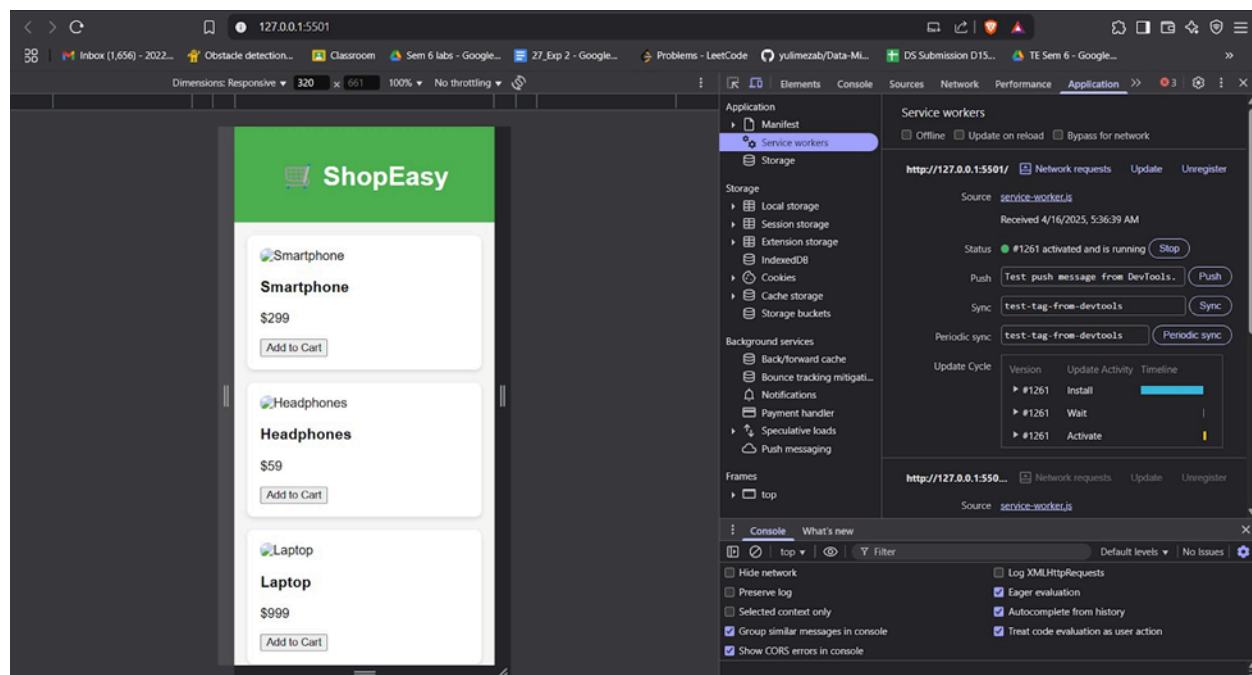 127.0.0.1:5501
Inbox (1,656) - 2022...
Obstacle detection...
Classroom
Sem 6 labs - Google...
27_Exp 2 - Google...
Problems - LeetCode
yulimezab/Data-Mi...
DS Submission D15...
TE Sem 6 - Google...
»
Dimensions: Responsive 320 x 661 100% No throttling
ShopEasy
Smartphone
Smartphone
$299
Add to Cart
Headphones
Headphones
$59
Add to Cart
Laptop
Laptop
$999
Add to Cart
Elements Console Sources Network Performance Application » 3
Application
Manifest
Service workers
Storage
Storage
Local storage
Session storage
Extension storage
IndexedDB
Cookies
Cache storage
Storage buckets
Background services
Back/forward cache
Bounce tracking mitigati...
Notifications
Payment handler
Speculative loads
Push messaging
Frames
top
Service workers
Offline Update on reload Bypass for network
http://127.0.0.1:5501/ Network requests Update Unregister
Source service-worker.js
Received 4/16/2025, 5:36:39 AM
Status #1261 activated and is running Stop
Push Test push message from DevTools. Push
Sync test-tag-from-devtools Sync
Periodic sync test-tag-from-devtools Periodic sync
Update Cycle Version Update Activity Timeline
#1261 Install
#1261 Wait
#1261 Activate
http://127.0.0.1:550... Network requests Update Unregister
Source service-worker.js
Console What's new
top Filter Default levels No Issues
Hide network
Log XMLHttpRequests
Preserve log
Eager evaluation
Selected context only
Autocomplete from history
Group similar messages in console
Treat code evaluation as user action
Show CORS errors in console